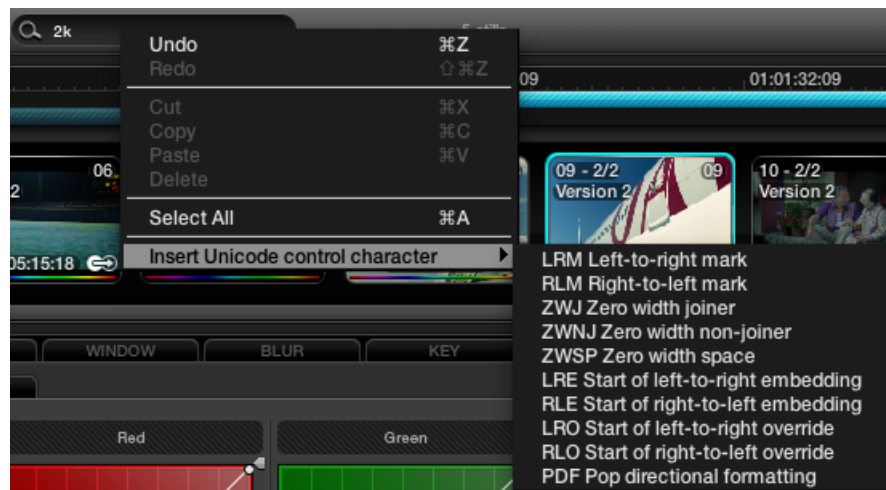 2k
Undo ⌘Z
Redo ⇧⌘Z
09 01:01:32:09
Cut ⌘X
Copy ⌘C
Paste ⌘V
Delete
06
2
09 - 2/2 09
Version 2
10 - 2/2
Version 2
Select All ⌘A
05:15:18
Insert Unicode control character
LRM Left-to-right mark
RLM Right-to-left mark
ZWJ Zero width joiner
ZWNJ Zero width non-joiner
ZWSP Zero width space
LRE Start of left-to-right embedding
RLE Start of right-to-left embedding
LRO Start of left-to-right override
RLO Start of right-to-left override
PDF Pop directional formatting
WINDOW BLUR KEY
Red Green